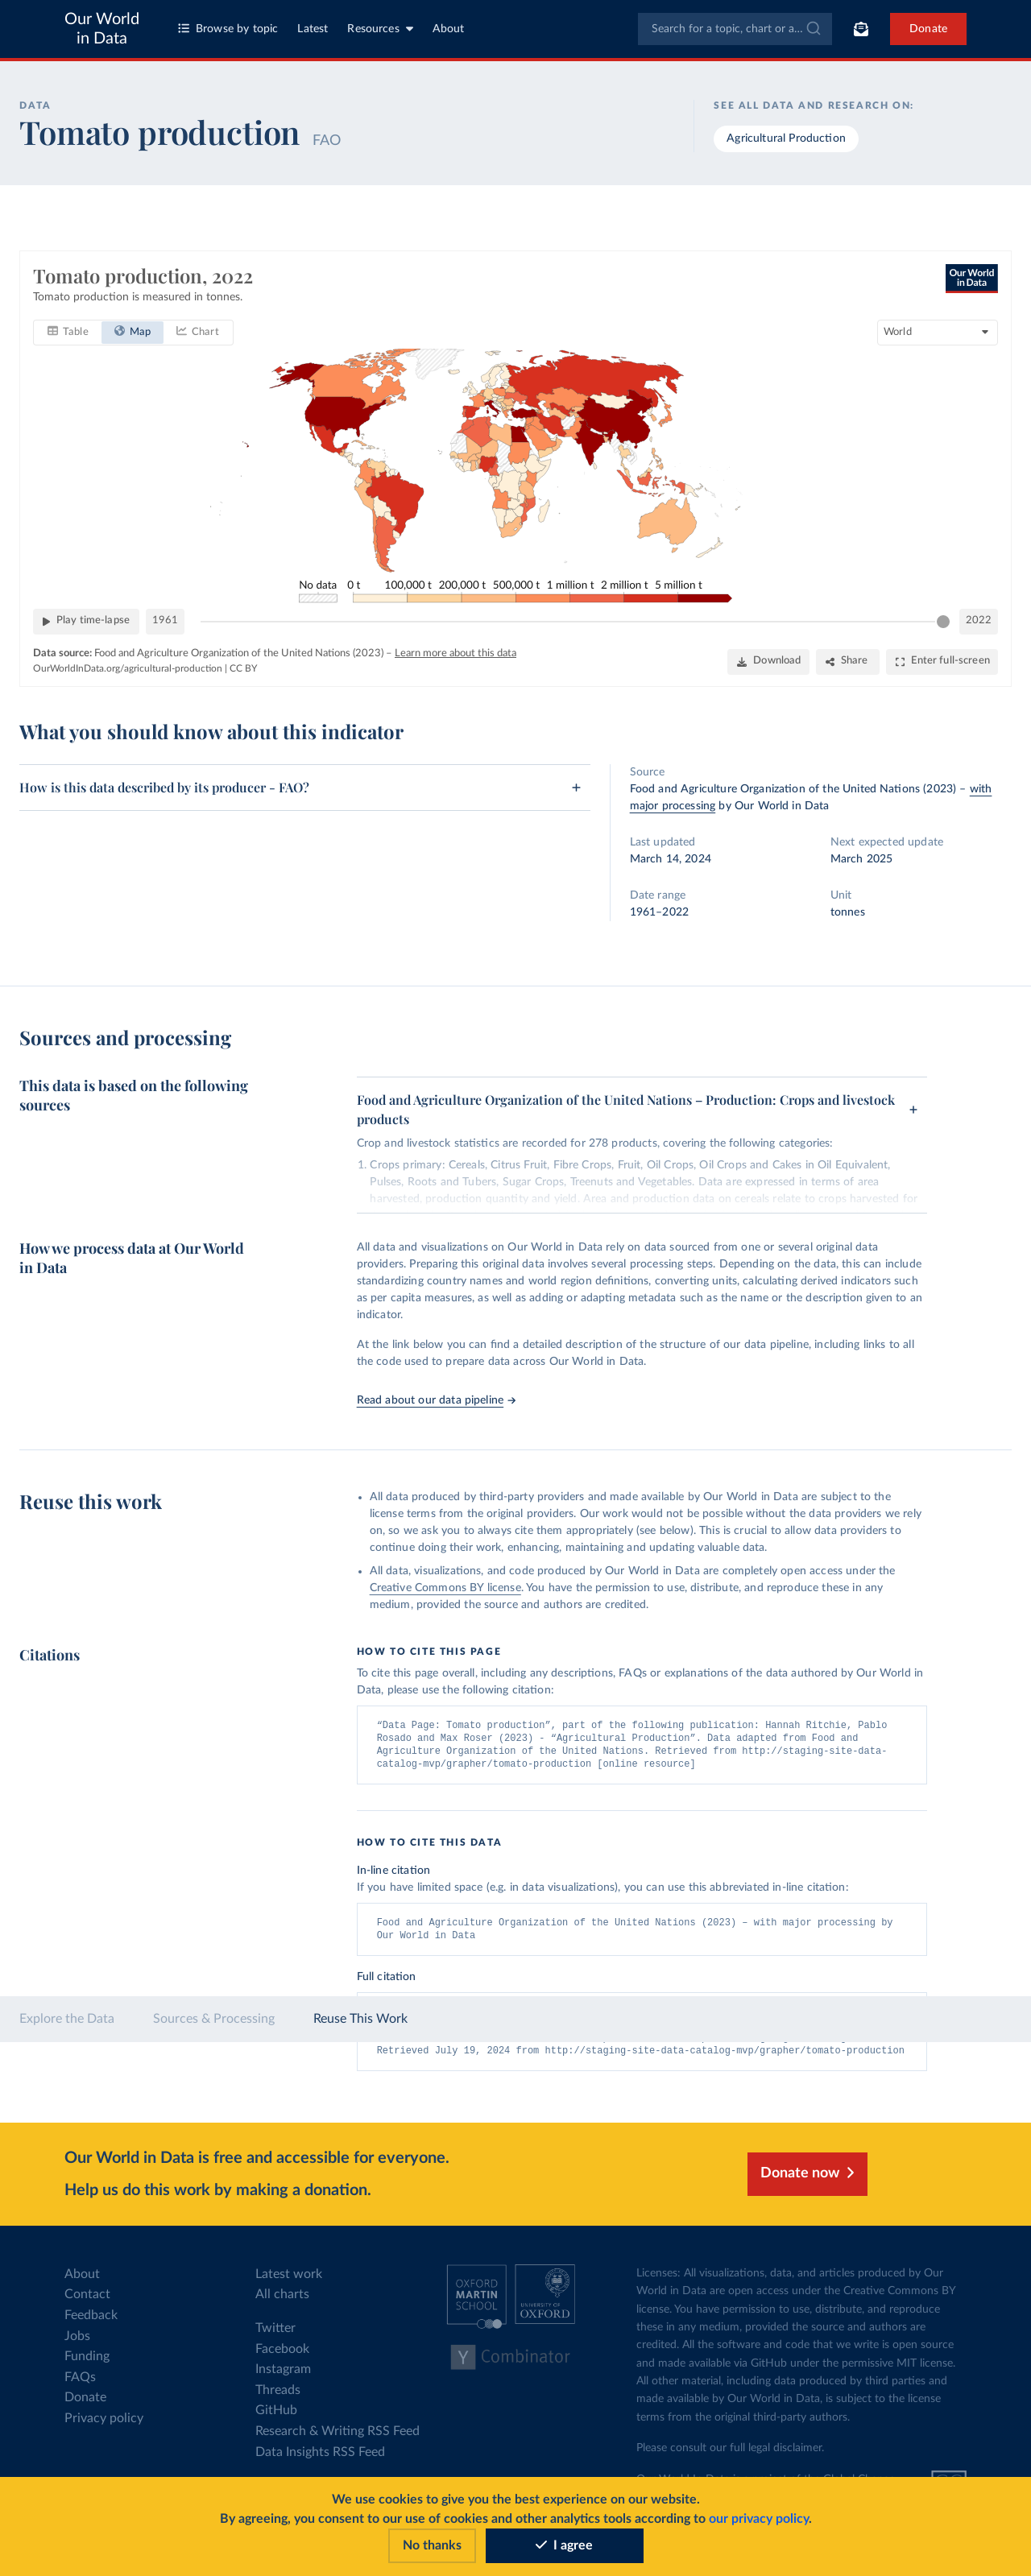 Our World
in Data
Browse by topic
Latest
Resources
About
Search for a topic, chart or a...
Donate
DATA
Tomato production FAO
SEE ALL DATA AND RESEARCH ON:
Agricultural Production
Tomato production, 2022
Tomato production is measured in tonnes.
Our World
in Data
Table
Map
Chart
World
No data
0 t
100,000 t
200,000 t
500,000 t
1 million t
2 million t
5 million t
Play time-lapse
1961
2022
Data source: Food and Agriculture Organization of the United Nations (2023) – Learn more about this data
OurWorldInData.org/agricultural-production | CC BY
Download
Share
Enter full-screen
What you should know about this indicator
How is this data described by its producer - FAO?
Source
Food and Agriculture Organization of the United Nations (2023) – with
major processing by Our World in Data
Last updated
March 14, 2024
Next expected update
March 2025
Date range
1961–2022
Unit
tonnes
Sources and processing
This data is based on the following
sources
Food and Agriculture Organization of the United Nations – Production: Crops and livestock
products
Crop and livestock statistics are recorded for 278 products, covering the following categories:
1. Crops primary: Cereals, Citrus Fruit, Fibre Crops, Fruit, Oil Crops, Oil Crops and Cakes in Oil Equivalent,
Pulses, Roots and Tubers, Sugar Crops, Treenuts and Vegetables. Data are expressed in terms of area
harvested, production quantity and yield. Area and production data on cereals relate to crops harvested for
How we process data at Our World
in Data
All data and visualizations on Our World in Data rely on data sourced from one or several original data
providers. Preparing this original data involves several processing steps. Depending on the data, this can include
standardizing country names and world region definitions, converting units, calculating derived indicators such
as per capita measures, as well as adding or adapting metadata such as the name or the description given to an
indicator.
At the link below you can find a detailed description of the structure of our data pipeline, including links to all
the code used to prepare data across Our World in Data.
Read about our data pipeline →
Reuse this work
• All data produced by third-party providers and made available by Our World in Data are subject to the
license terms from the original providers. Our work would not be possible without the data providers we rely
on, so we ask you to always cite them appropriately (see below). This is crucial to allow data providers to
continue doing their work, enhancing, maintaining and updating valuable data.
• All data, visualizations, and code produced by Our World in Data are completely open access under the
Creative Commons BY license. You have the permission to use, distribute, and reproduce these in any
medium, provided the source and authors are credited.
Citations
HOW TO CITE THIS PAGE
To cite this page overall, including any descriptions, FAQs or explanations of the data authored by Our World in
Data, please use the following citation:
“Data Page: Tomato production”, part of the following publication: Hannah Ritchie, Pablo
Rosado and Max Roser (2023) - “Agricultural Production”. Data adapted from Food and
Agriculture Organization of the United Nations. Retrieved from http://staging-site-data-
catalog-mvp/grapher/tomato-production [online resource]
HOW TO CITE THIS DATA
In-line citation
If you have limited space (e.g. in data visualizations), you can use this abbreviated in-line citation:
Food and Agriculture Organization of the United Nations (2023) – with major processing by
Our World in Data
Full citation
Explore the Data
Sources & Processing
Reuse This Work
Retrieved July 19, 2024 from http://staging-site-data-catalog-mvp/grapher/tomato-production
Our World in Data is free and accessible for everyone.
Help us do this work by making a donation.
Donate now
About
Contact
Feedback
Jobs
Funding
FAQs
Donate
Privacy policy
Latest work
All charts
Twitter
Facebook
Instagram
Threads
GitHub
Research & Writing RSS Feed
Data Insights RSS Feed
OXFORD
MARTIN
SCHOOL
UNIVERSITY OF
OXFORD
Y Combinator
Licenses: All visualizations, data, and articles produced by Our
World in Data are open access under the Creative Commons BY
license. You have permission to use, distribute, and reproduce
these in any medium, provided the source and authors are
credited. All the software and code that we write is open source
and made available via GitHub under the permissive MIT license.
All other material, including data produced by third parties and
made available by Our World in Data, is subject to the license
terms from the original third-party authors.
Please consult our full legal disclaimer.
We use cookies to give you the best experience on our website.
By agreeing, you consent to our use of cookies and other analytics tools according to our privacy policy.
No thanks
I agree